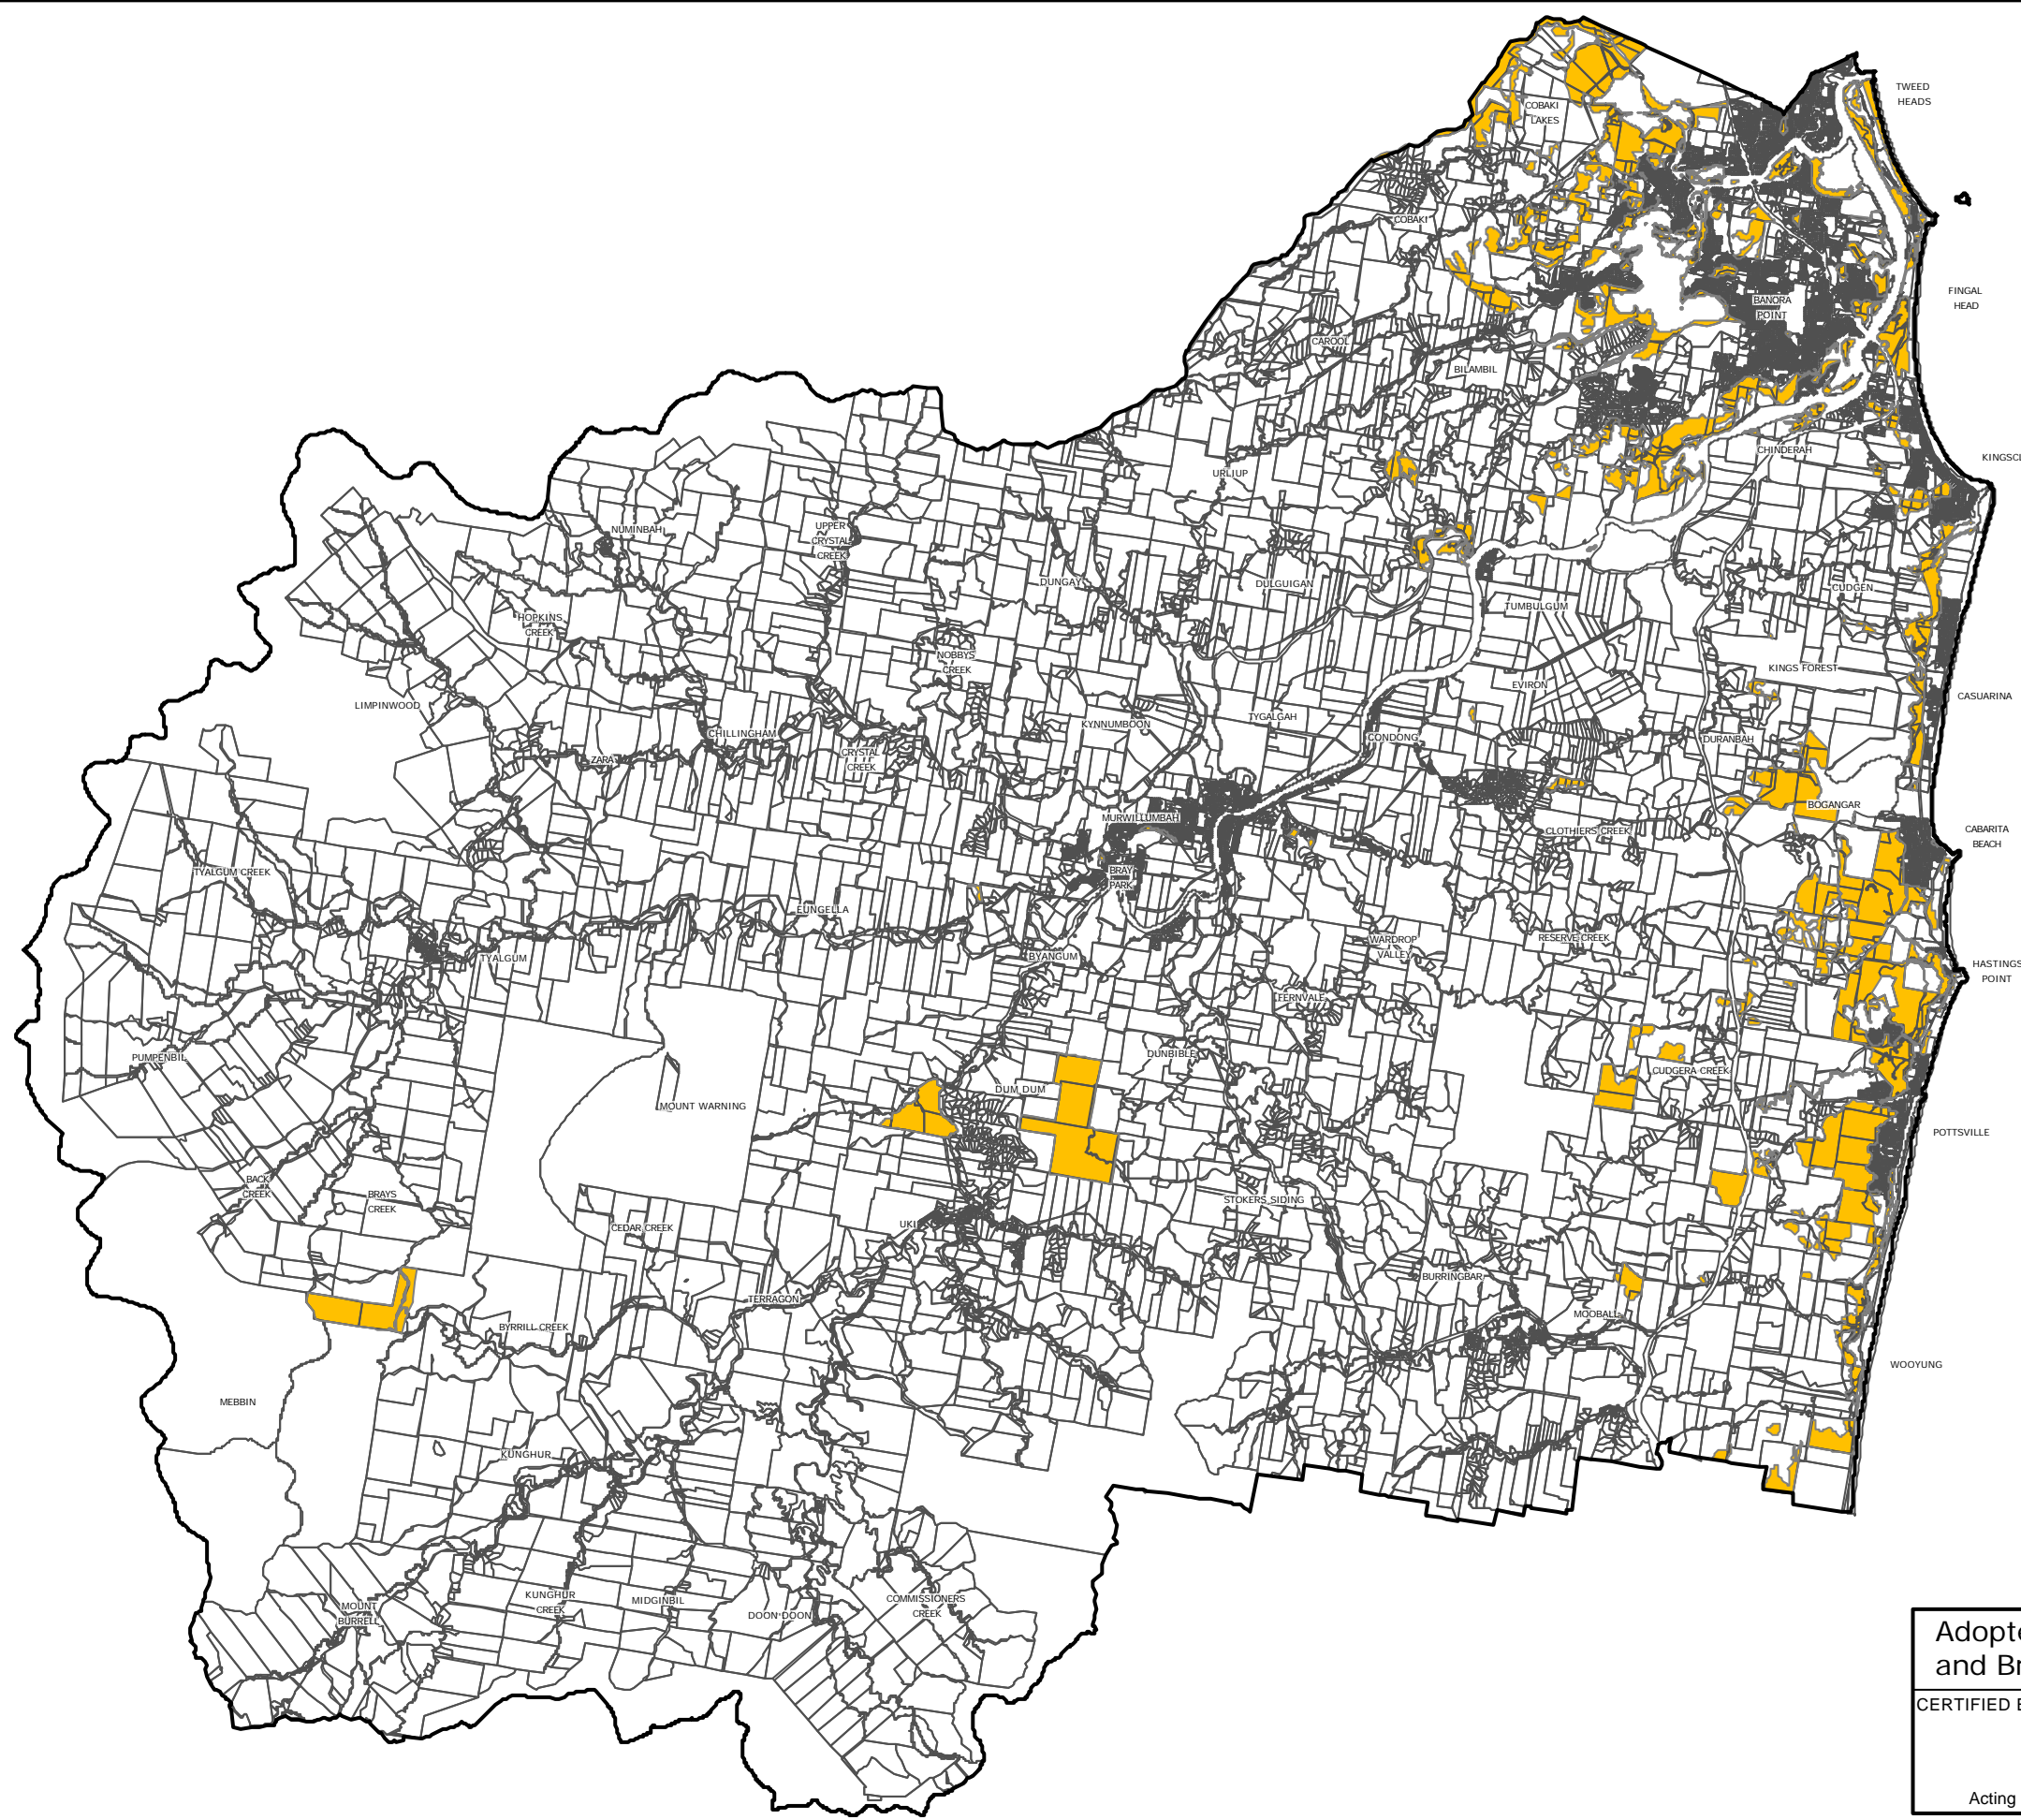 TWEED
HEADS
COBAKI
LAKES
COBAKI
FINGAL
HEAD
BANORA
POINT
CAROOL
BILAMBIL
CHINDERAH
KINGSCL
URLIUP
NUMINBAH
UPPER
CRYSTAL
CREEK
DUNGAY
DULGUIGAN
CUDGEN
TUMBULGUM
HOPKINS
CREEK
NOBBYS
CREEK
KINGS FOREST
EVIRON
LIMPINWOOD
CASUARINA
KYNNUMBOON
TYGALGAH
CHILLINGHAM
CONDONG
DURANBAH
ZARA
CRYSTAL
CREEK
BOGANGAR
MURWILLUMBAH
CLOTHIERS CREEK
CABARITA
BEACH
TYALGUM CREEK
BRAY
PARK
EUNGELLA
RESERVE CREEK
WARDROP
VALLEY
TYALGUM
BYANGUM
HASTINGS
POINT
FERNVALE
PUMPENBIL
DUNBIBLE
CUDGERA CREEK
DUM DUM
MOUNT WARNING
POTTSVILLE
BACK
CREEK
BRAYS
CREEK
STOKERS SIDING
UKI
CEDAR CREEK
BURRINGBAR
TERRAGON
MOOBALL
BYRRILL CREEK
WOOYUNG
MEBBIN
KUNGHUR
KUNGHUR
CREEK
MIDGINBIL
COMMISSIONERS
CREEK
MOUNT
BURRELL
DOON DOON
Adopte
and Br
CERTIFIED B
Acting